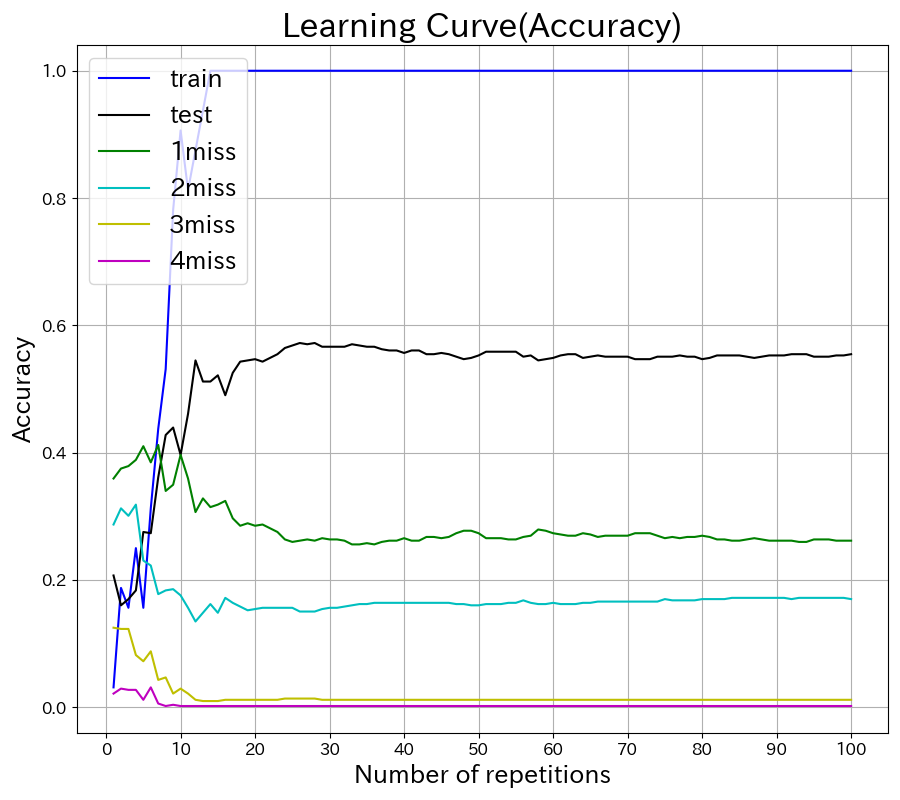 Learning Curve(Accuracy)
1.0
0.8
0.6
0.4
0.2
0.0
Accuracy
train
test
1miss
2miss
3miss
4miss
0 10 20 30 40 50 60 70 80 90 100
Number of repetitions